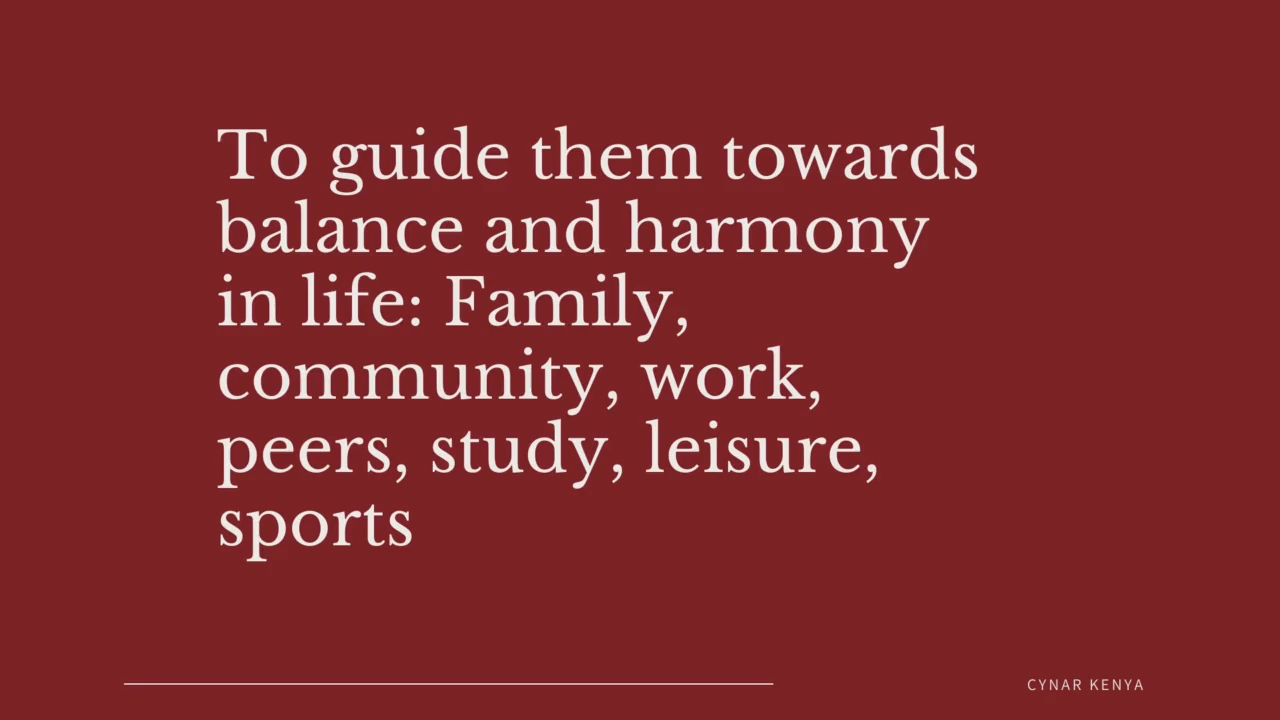 To guide them towards
balance and harmony
in life: Family,
community, work,
peers, study, leisure,
sports
CYNAR KENYA